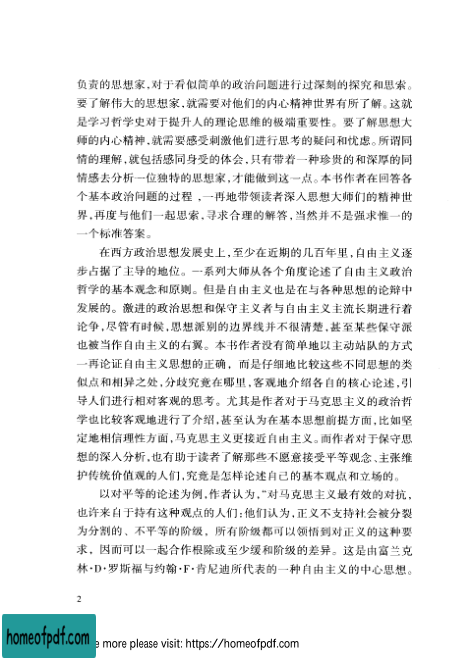 负责的思想家,对于看似简单的政治问题进行过深刻的探究和思索。
要了解伟大的思想家,就需要对他们的内心精神世界有所了解。这就
是学习哲学史对于提升人的理论思维的极端重要性。要了解思想大
师的内心精神,就需要感受刺激他们进行思考的疑问和忧虑。所谓同
情的理解,就包括感同身受的体会,只有带着一种珍贵的和深厚的同
情感去分析一位独特的思想家,才能做到这一点。本书作者在回答各
个基本政治问题的过程 ,一再地带领读者深入思想大师们的精神世
界,再度与他们一起思索,寻求合理的解答,当然并不是强求惟一的
一个标准答案。
在西方政治思想发展史上,至少在近期的几百年里,自由主义逐
步占据了主导的地位。一系列大师从各个角度论述了自由主义政治
哲学的基本观念和原则。但是自由主义也是在与各种思想的论辩中
发展的。激进的政治思想和保守主义者与自由主义主流长期进行着
论争,尽管有时候,思想派别的边界线并不很清楚,甚至某些保守派
也被当作自由主义的右翼。本书作者没有简单地以主动站队的方式
一再论证自由主义思想的正确, 而是仔细地比较这些不同思想的类
似点和相异之处,分歧究竟在哪里,客观地介绍各自的核心论述,引
导人们进行相对客观的思考。尤其是作者对于马克思主义的政治哲
学也比较客观地进行了介绍,甚至认为在基本思想前提方面,比如坚
定地相信理性方面,马克思主义更接近自由主义。而作者对于保守思
想的深入分析,也有助于读者了解那些不愿意接受平等观念、主张维
护传统价值观的人们,究竟是怎样论述自己的基本观点和立场的。
以对平等的论述为例,作者认为,“对马克思主义最有效的对抗,
也许来自于持有这种观点的人们:他们认为,正义不支持社会被分裂
为分割的、不平等的阶级, 所有阶级都可以领悟到对正义的这种要
求, 因而可以一起合作根除或至少缓和阶级的差异。这是由富兰克
林·D·罗斯福与约翰·F·肯尼迪所代表的一种自由主义的中心思想。
2
homeofpdf.com
e more please visit: https://homeofpdf.com